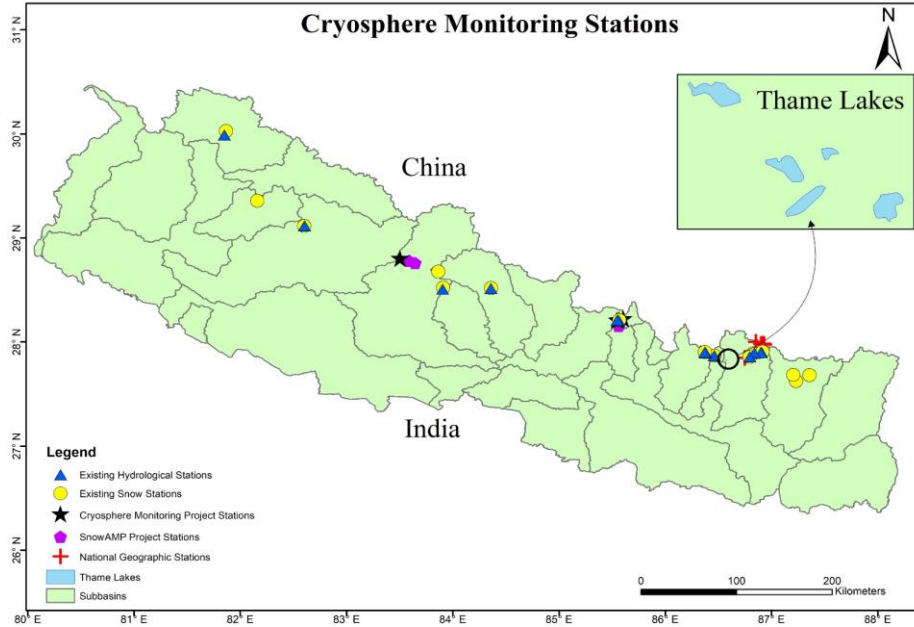 Cryosphere Monitoring Stations
N
Thame Lakes
China
India
31° N
30° N
29° N
28° N
27° N
26° N
Legend
Existing Hydrological Stations
Existing Snow Stations
Cryosphere Monitoring Project Stations
SnowAMP Project Stations
National Geographic Stations
Thame Lakes
Subbasins
0 100 200
Kilometers
80° E 81° E 82° E 83° E 84° E 85° E 86° E 87° E 88° E